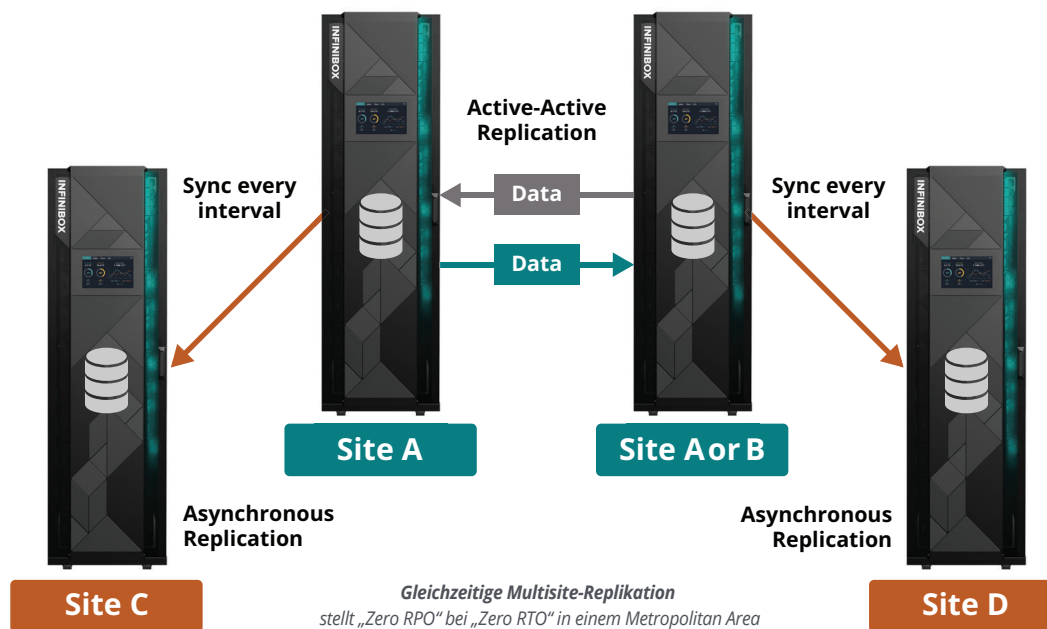 INFINIBOX
INFINIBOX
Active-Active
Replication
INFINIBOX
Sync every
interval
Data
Sync every
interval
INFINIBOX
Data
Site A
Site A or B
Asynchronous
Replication
Asynchronous
Replication
Site C
Gleichzeitige Multisite-Replikation
stellt „Zero RPO“ bei „Zero RTO“ in einem Metropolitan Area
Site D